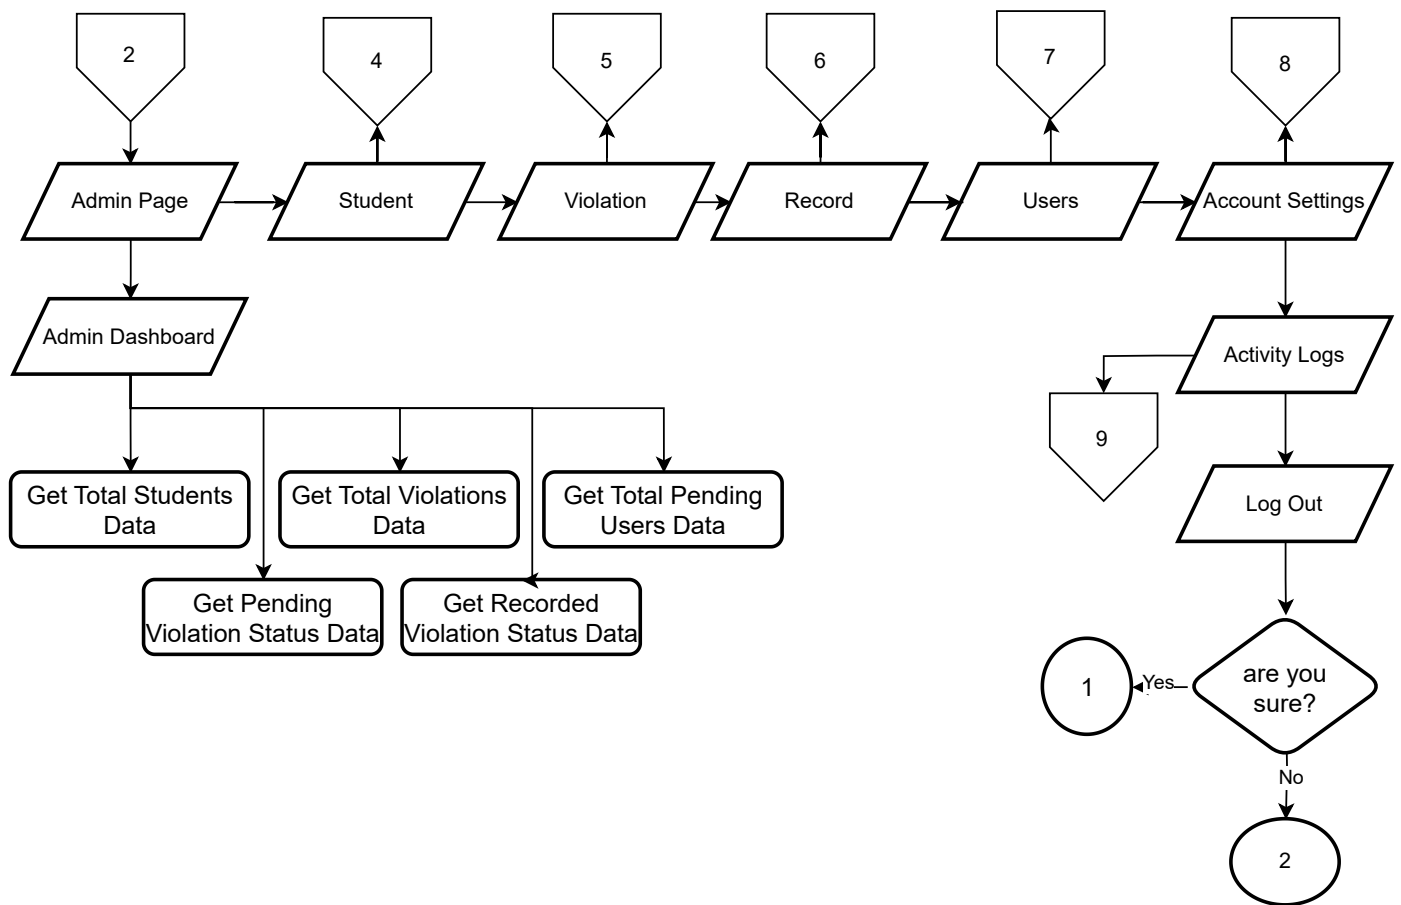 2
4
5
6
7
8
Admin Page
Student
Violation
Record
Users
Account Settings
Admin Dashboard
Activity Logs
9
Get Total Students
Data
Get Total Violations
Data
Get Total Pending
Users Data
Log Out
Get Pending
Violation Status Data
Get Recorded
Violation Status Data
are you
sure?
Yes
1
No
2